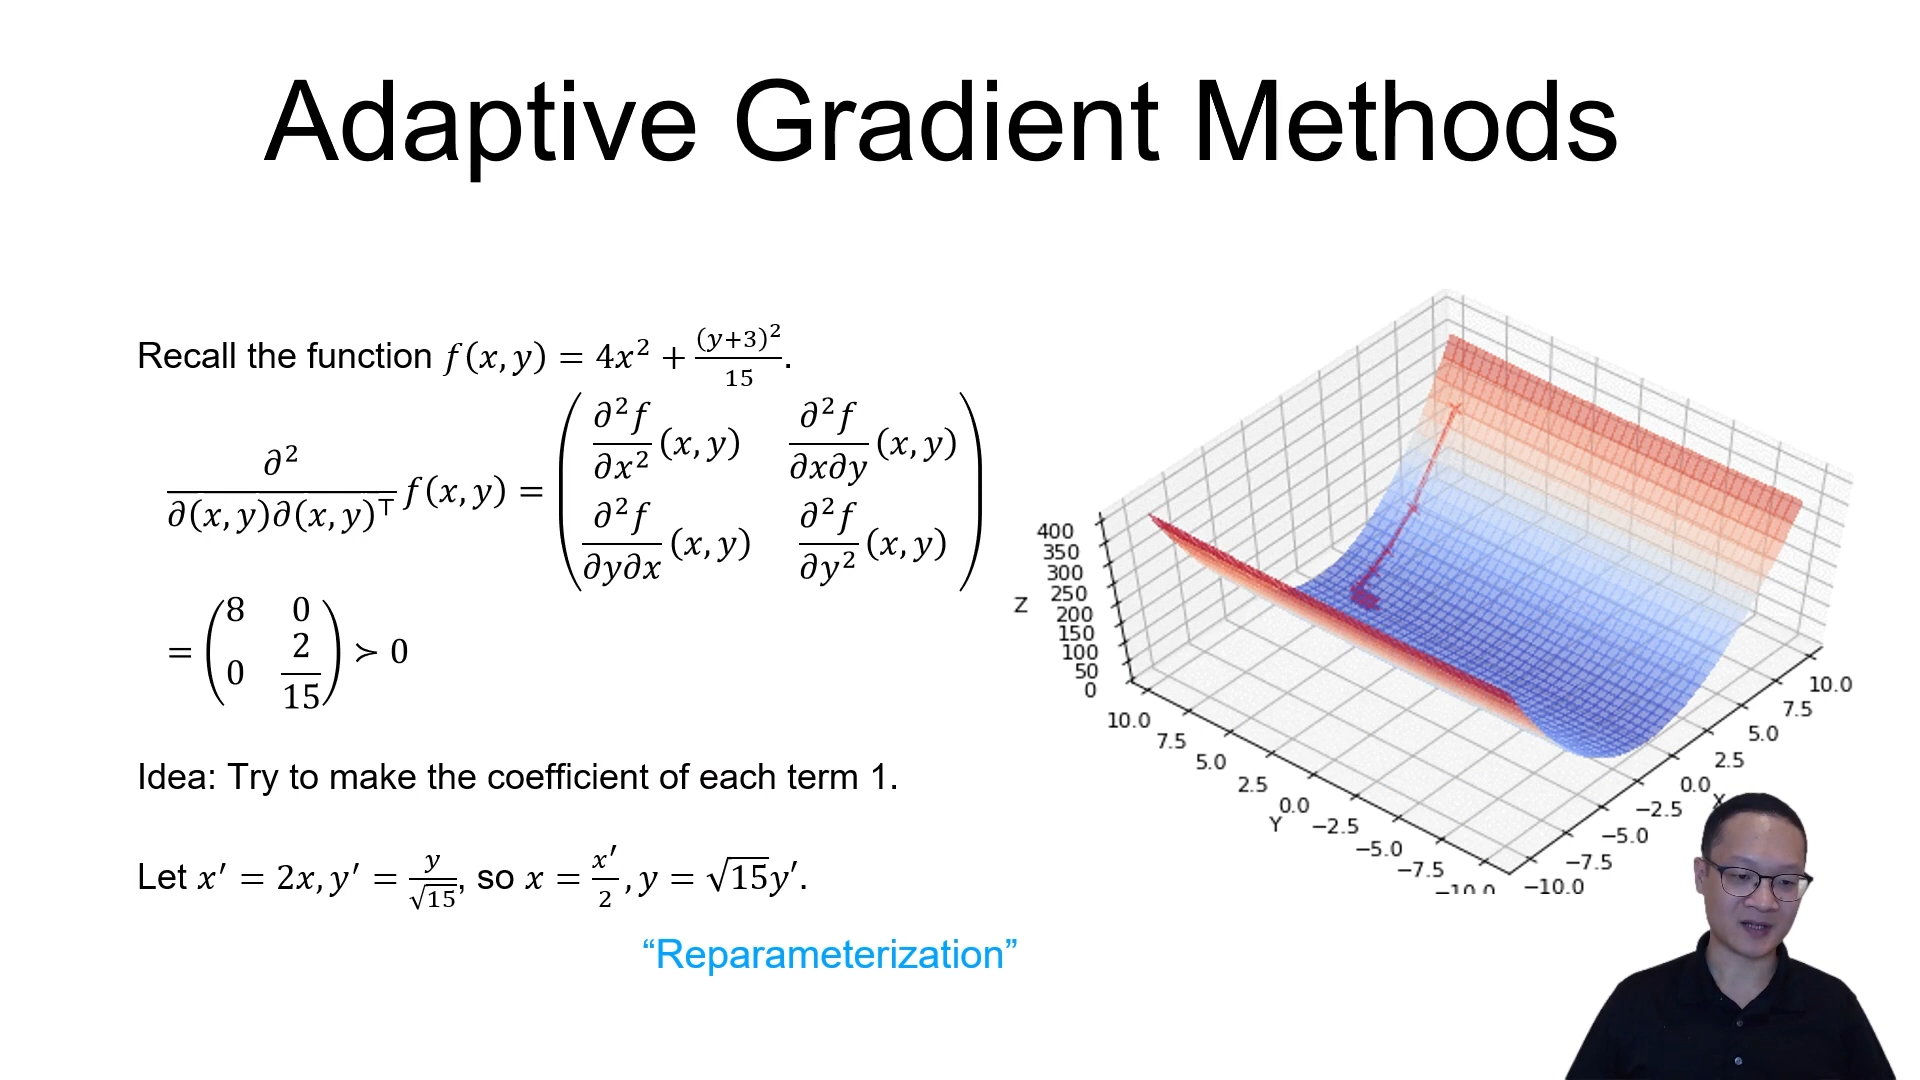 Adaptive Gradient Methods
Recall the function f(x, y) = 4x² + (y+3)²/15.
∂²/∂(x, y)∂(x, y)⊤ f(x, y) = (∂²f/∂x² (x, y) ∂²f/∂x∂y (x, y)
∂²f/∂y∂x (x, y) ∂²f/∂y² (x, y))
= (8 0
0 2/15) ≻ 0
Idea: Try to make the coefficient of each term 1.
Let x′ = 2x, y′ = y/√15, so x = x′/2, y = √15y′.
“Reparameterization”
Z
400
350
300
250
200
150
100
50
0
10.0
7.5
5.0
2.5
0.0
−2.5
−5.0
−7.5
−10.0
Y
10.0
7.5
5.0
2.5
0.0
−2.5
−5.0
−7.5
−10.0
X